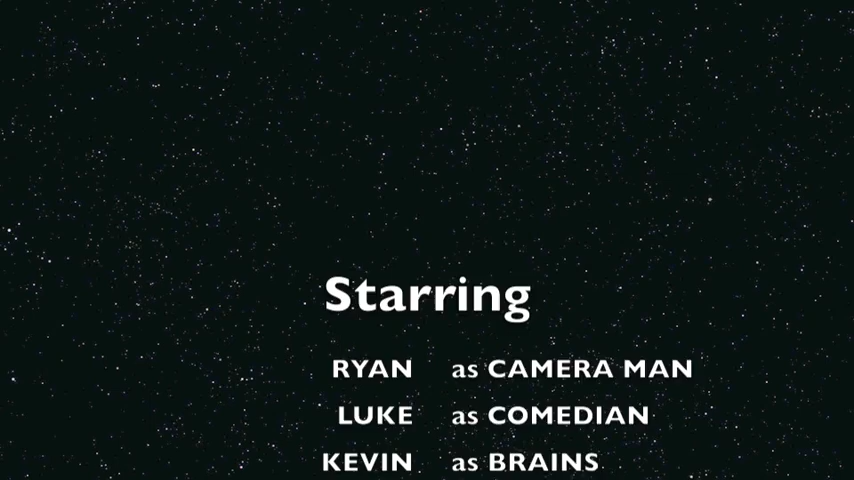 Starring
RYAN as CAMERA MAN
LUKE as COMEDIAN
KEVIN as BRAINS